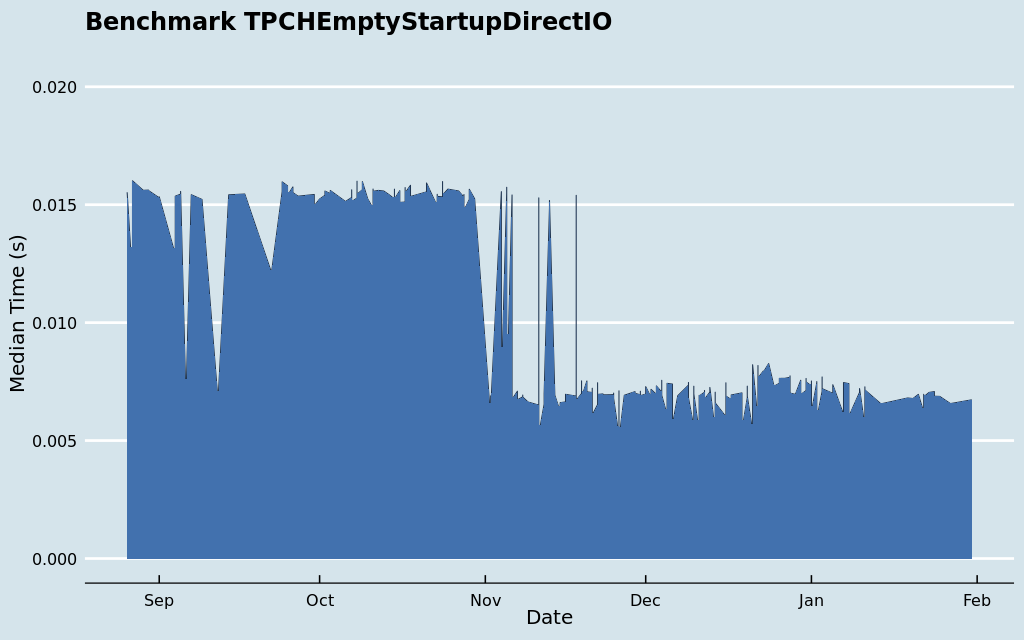 Benchmark TPCHEmptyStartupDirectIO
0.020
0.015
0.010
0.005
0.000
Median Time (s)
Sep Oct Nov Dec Jan Feb
Date